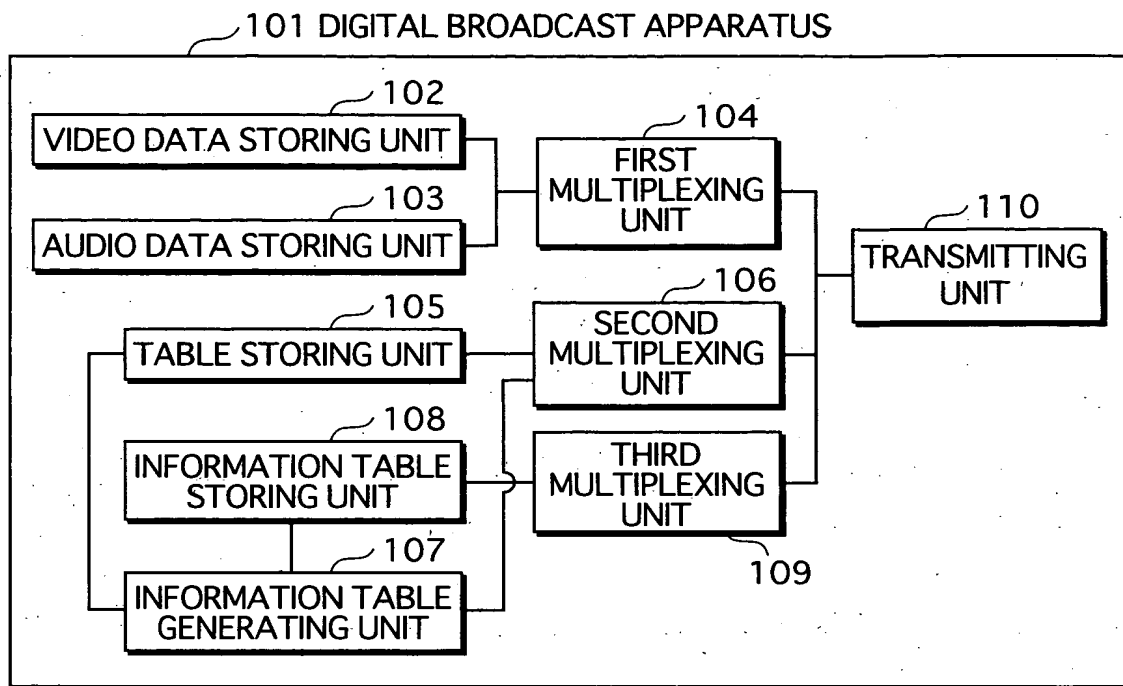 101 DIGITAL BROADCAST APPARATUS
102
VIDEO DATA STORING UNIT
103
AUDIO DATA STORING UNIT
104
FIRST
MULTIPLEXING
UNIT
110
TRANSMITTING
UNIT
105
TABLE STORING UNIT
106
SECOND
MULTIPLEXING
UNIT
108
INFORMATION TABLE
STORING UNIT
THIRD
MULTIPLEXING
UNIT
109
107
INFORMATION TABLE
GENERATING UNIT